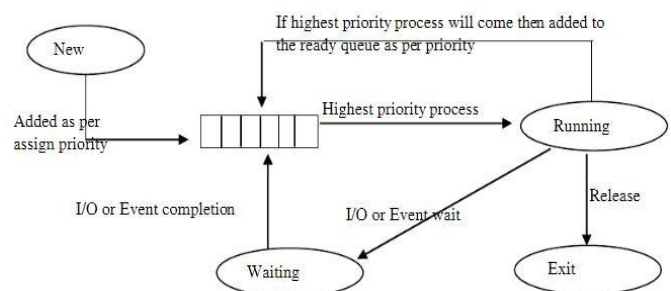 If highest priority process will come then added to
the ready queue as per priority
New
Added as per
assign priority
Highest priority process
Running
I/O or Event completion
I/O or Event wait
Release
Waiting
Exit